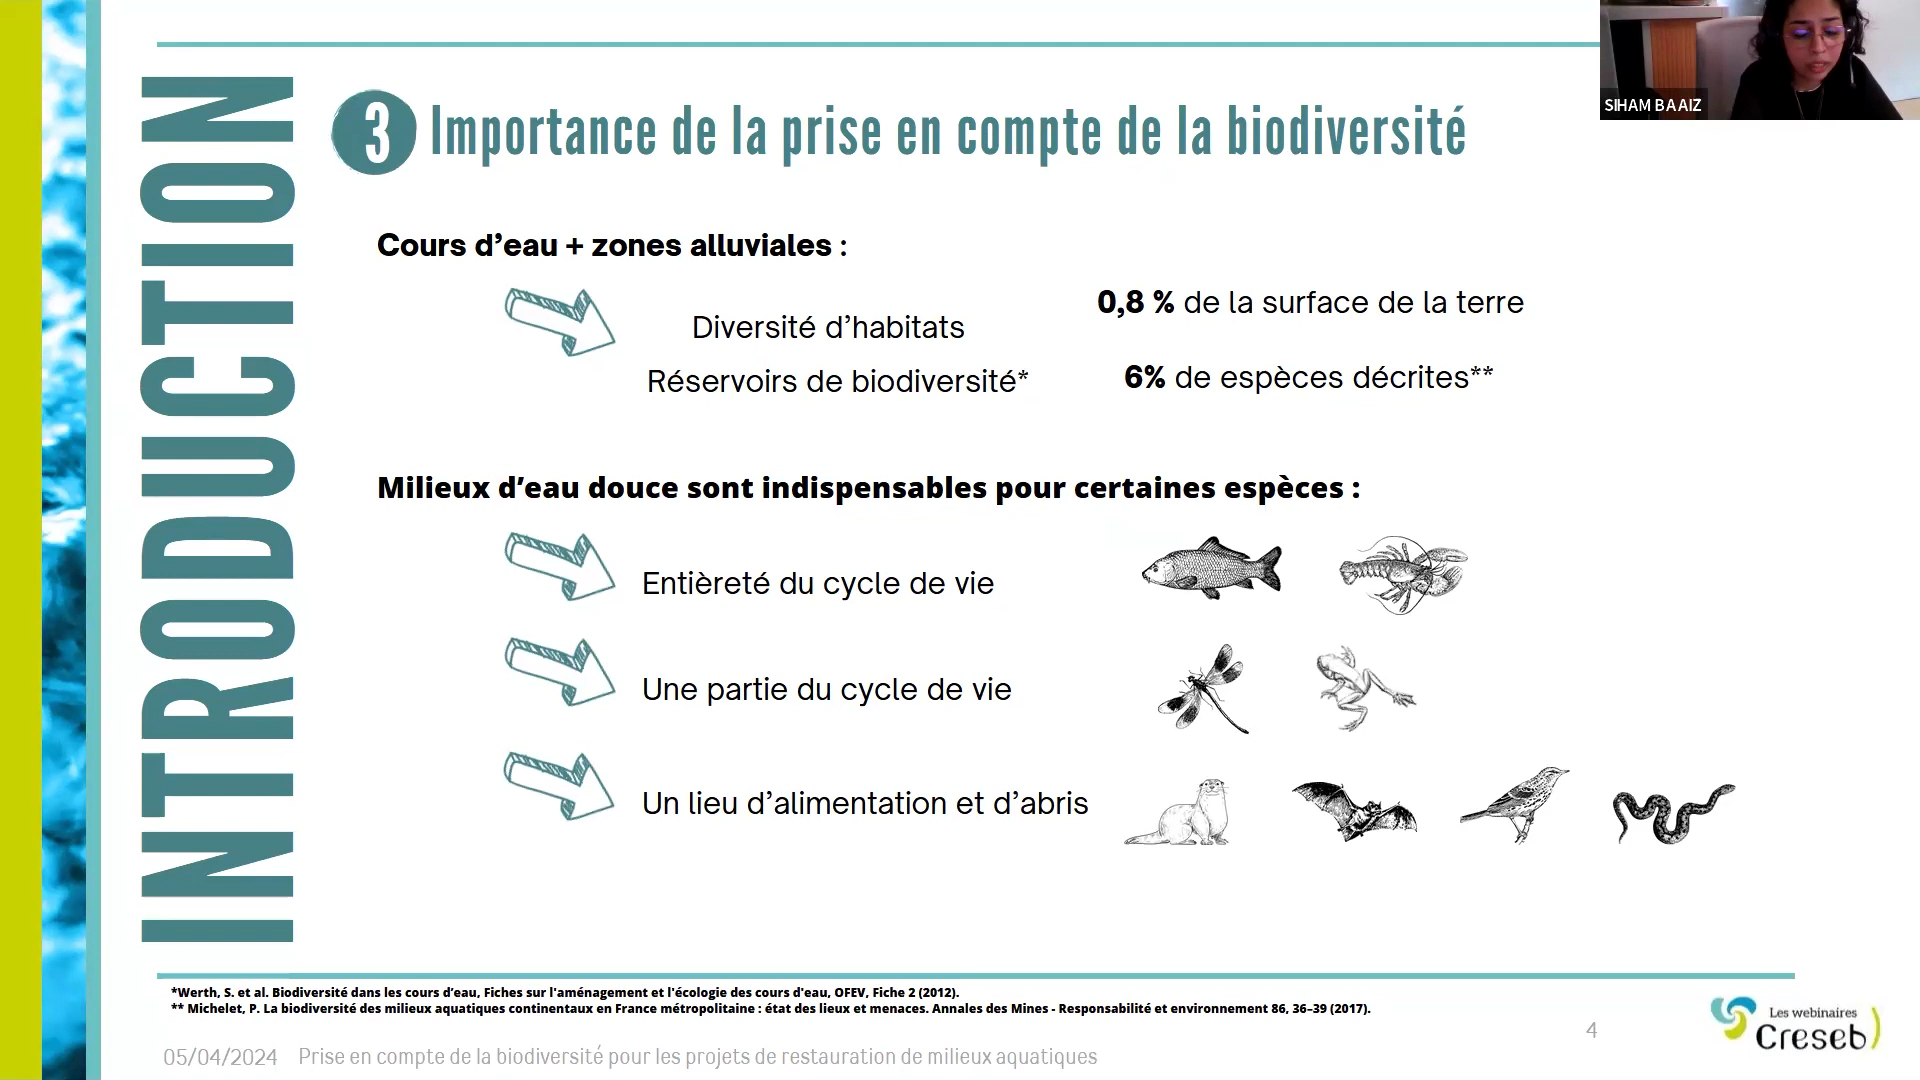 SIHAM BAAIZ
INTRODUCTION
3 Importance de la prise en compte de la biodiversité
Cours d’eau + zones alluviales :
Diversité d’habitats
Réservoirs de biodiversité*
0,8 % de la surface de la terre
6% de espèces décrites**
Milieux d’eau douce sont indispensables pour certaines espèces :
Entièreté du cycle de vie
Une partie du cycle de vie
Un lieu d’alimentation et d’abris
*Werth, S. et al. Biodiversité dans les cours d’eau, Fiches sur l'aménagement et l'écologie des cours d'eau, OFEV, Fiche 2 (2012).
** Michelet, P. La biodiversité des milieux aquatiques continentaux en France métropolitaine : état des lieux et menaces. Annales des Mines - Responsabilité et environnement 86, 36–39 (2017).
4
05/04/2024 Prise en compte de la biodiversité pour les projets de restauration de milieux aquatiques
Les webinaires
Creseb